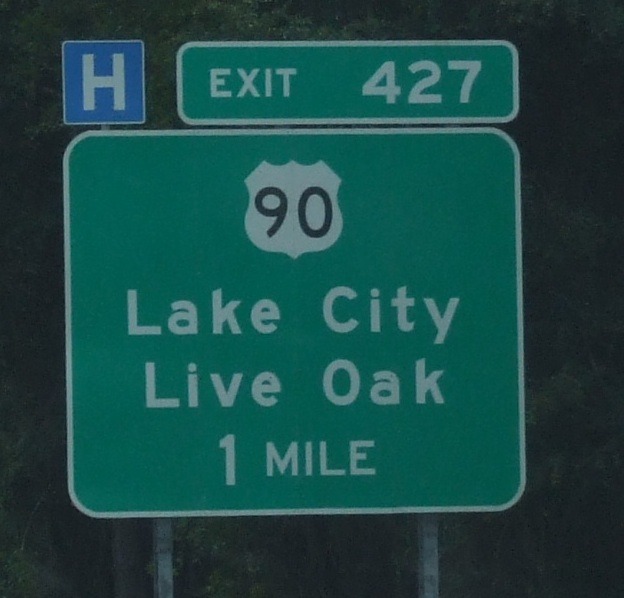 H
EXIT 427
90
Lake City
Live Oak
1 MILE